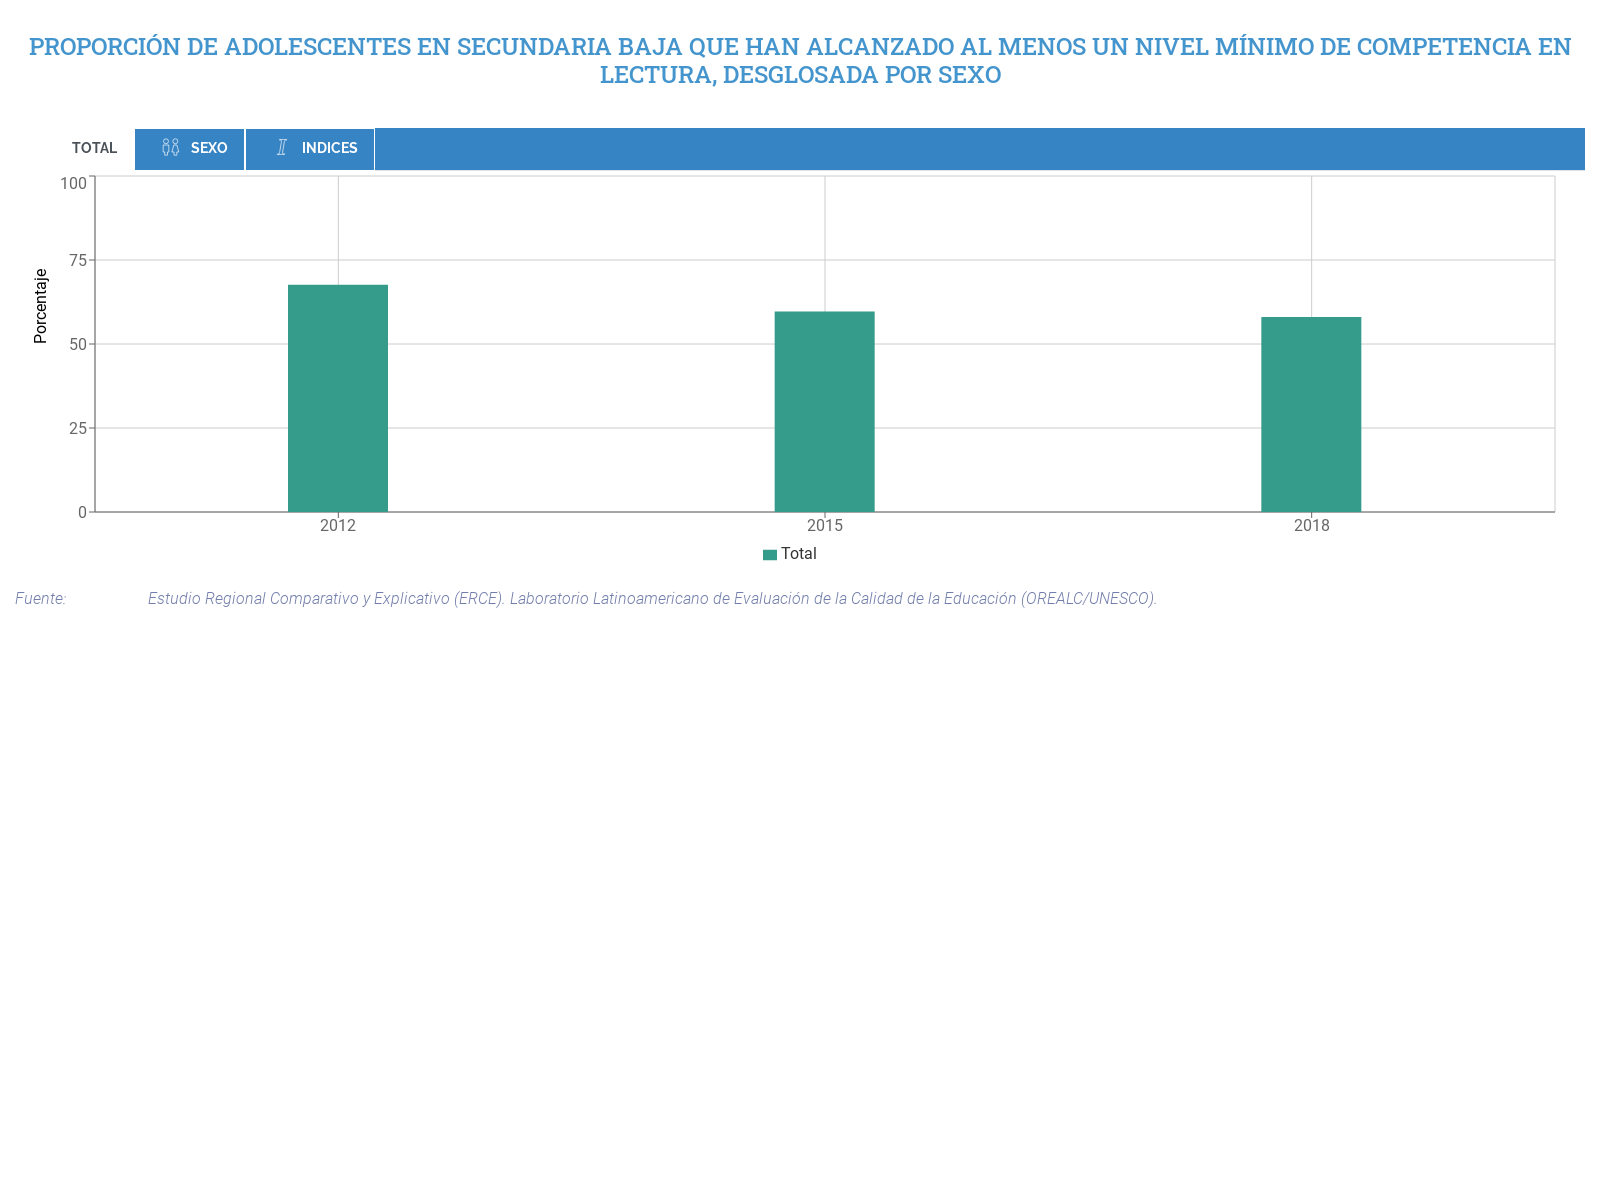 PROPORCIÓN DE ADOLESCENTES EN SECUNDARIA BAJA QUE HAN ALCANZADO AL MENOS UN NIVEL MÍNIMO DE COMPETENCIA EN
LECTURA, DESGLOSADA POR SEXO
TOTAL SEXO INDICES
100
75
50
25
0
Porcentaje
2012 2015 2018
Total
Fuente: Estudio Regional Comparativo y Explicativo (ERCE). Laboratorio Latinoamericano de Evaluación de la Calidad de la Educación (OREALC/UNESCO).